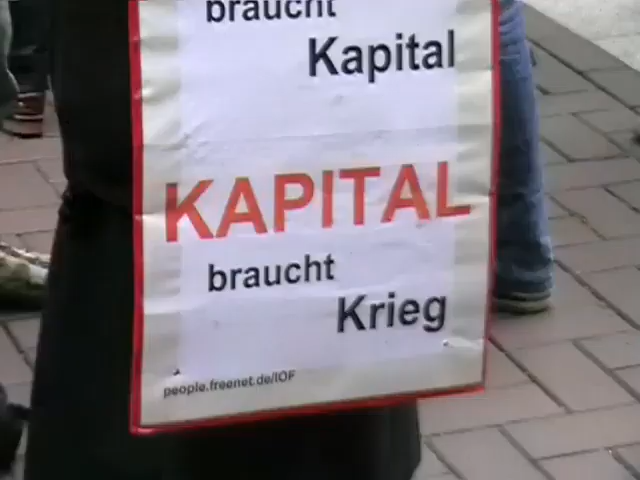 braucht
Kapital
KAPITAL
braucht
Krieg
people.freenet.de/IOF